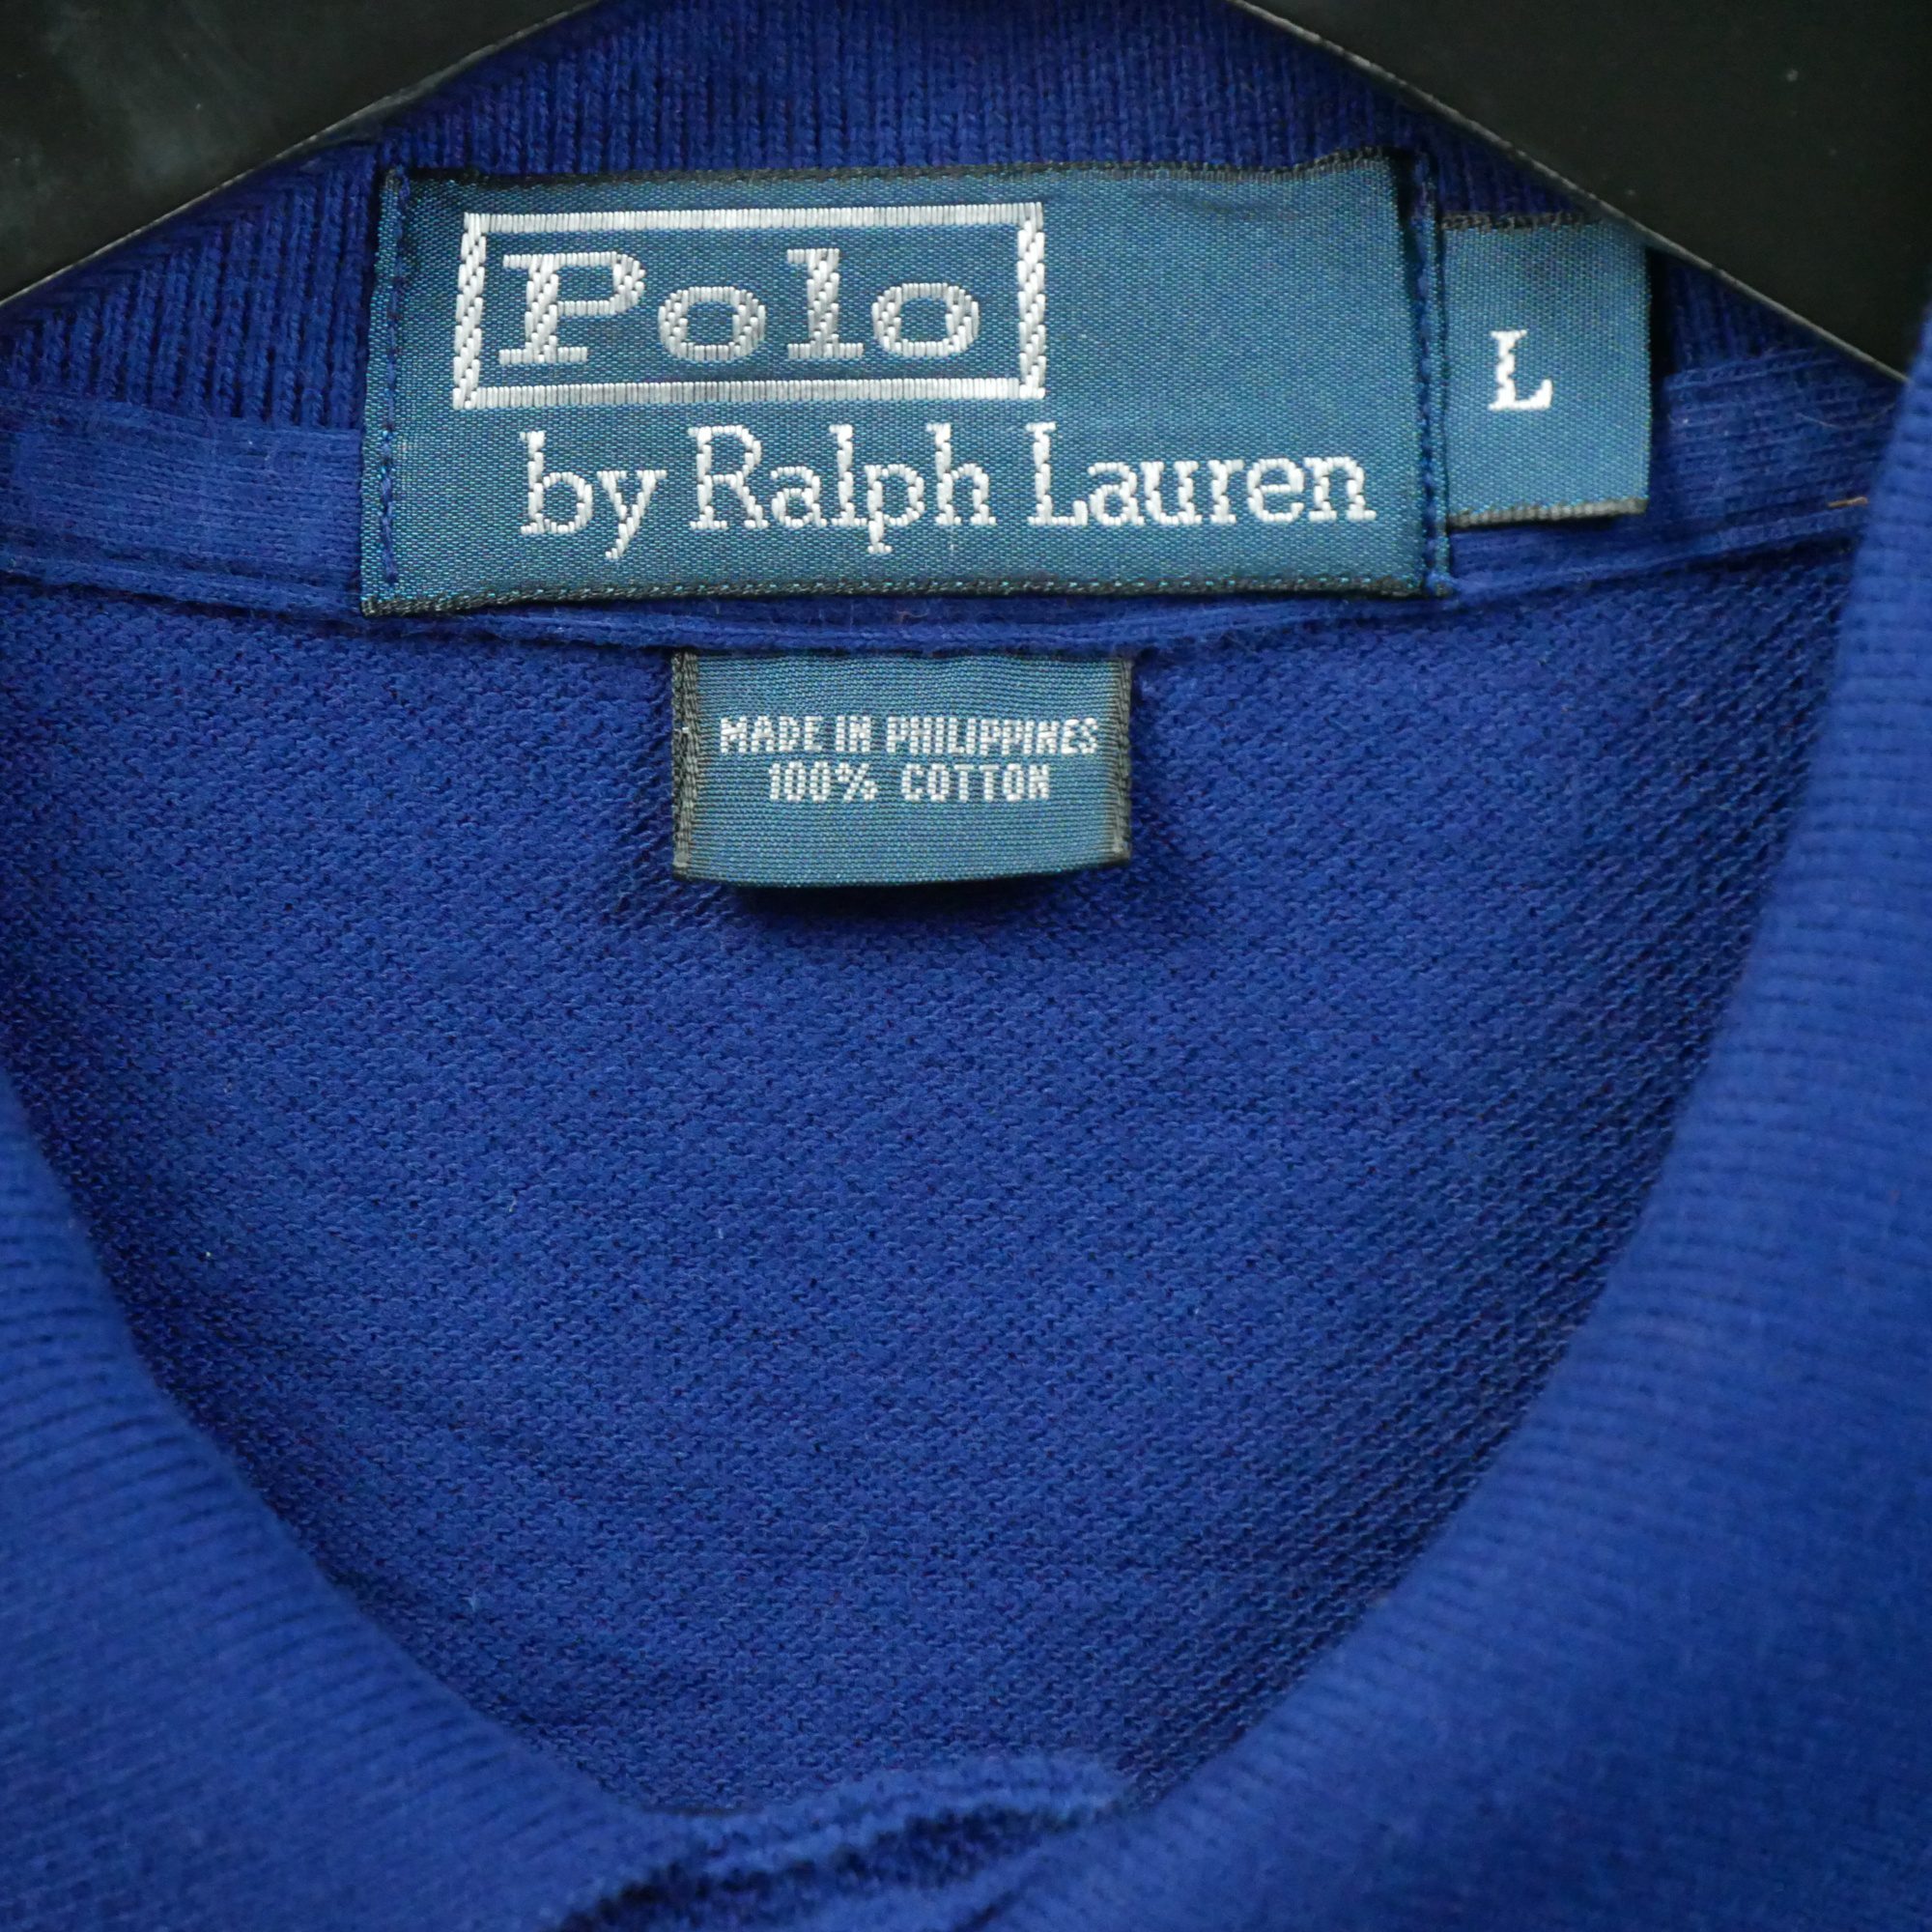 Polo
by Ralph Lauren
L
MADE IN PHILIPPINES
100% COTTON